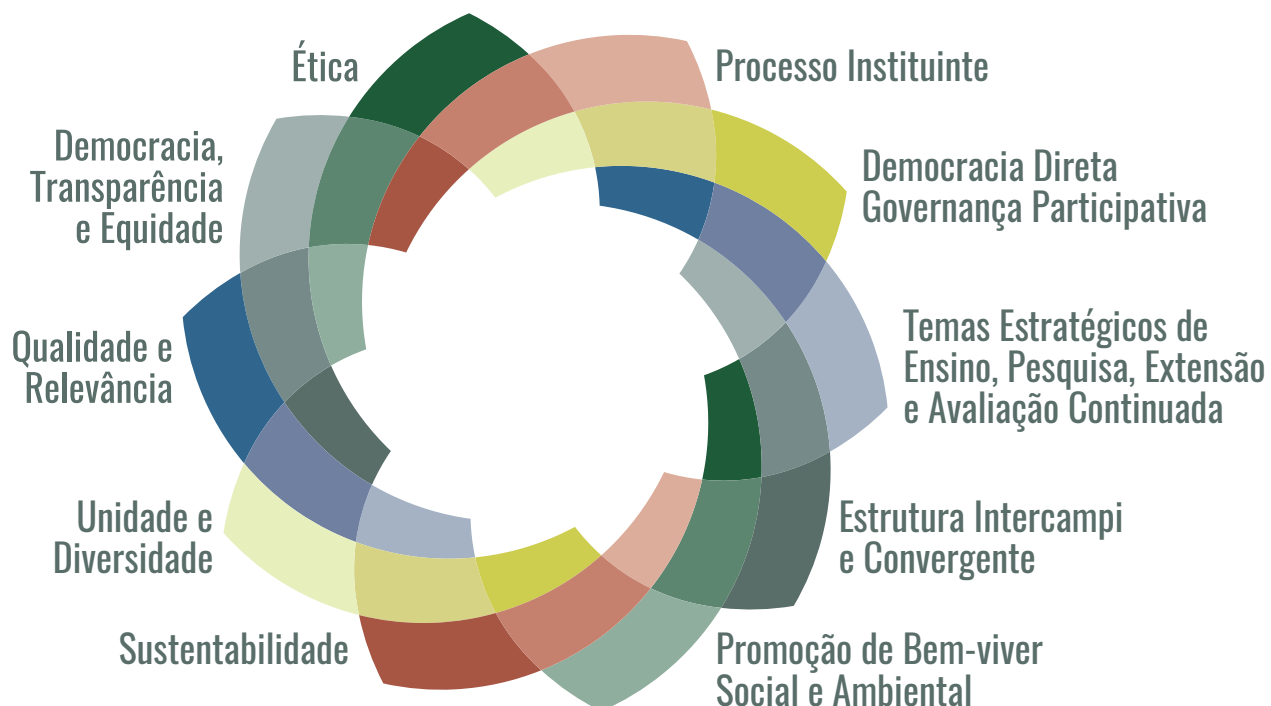 Ética
Processo Instituinte
Democracia,
Transparência
e Equidade
Democracia Direta
Governança Participativa
Qualidade e
Relevância
Temas Estratégicos de
Ensino, Pesquisa, Extensão
e Avaliação Continuada
Unidade e
Diversidade
Estrutura Intercampi
e Convergente
Sustentabilidade
Promoção de Bem-viver
Social e Ambiental